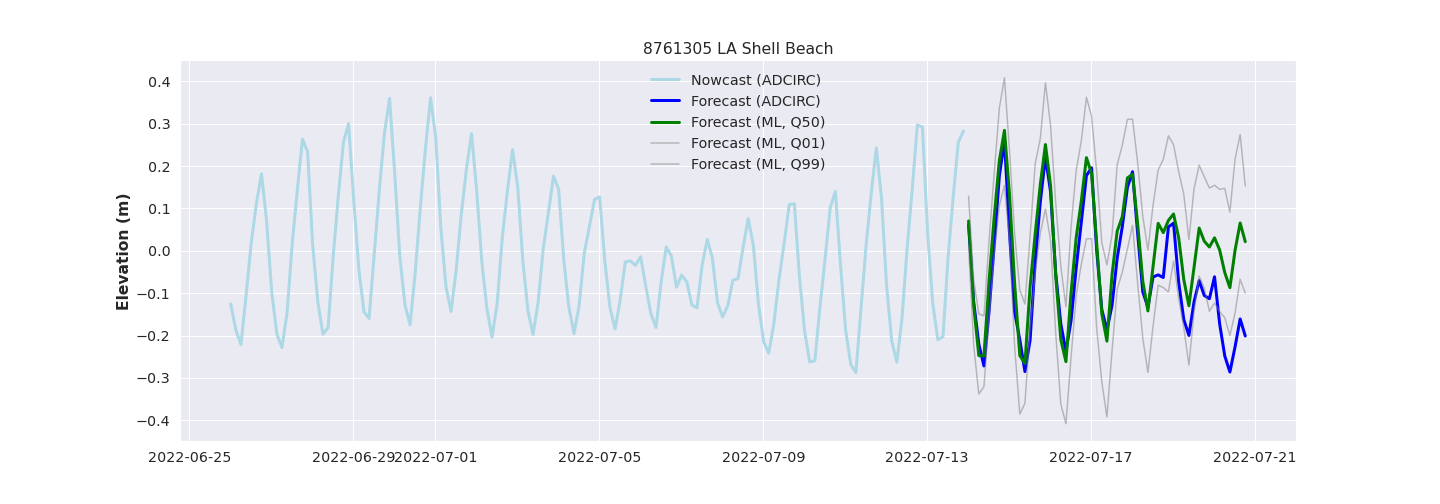 8761305 LA Shell Beach
Nowcast (ADCIRC)
Forecast (ADCIRC)
Forecast (ML, Q50)
Forecast (ML, Q01)
Forecast (ML, Q99)
Elevation (m)
0.4
0.3
0.2
0.1
0.0
−0.1
−0.2
−0.3
−0.4
2022-06-25 2022-06-29 2022-07-01 2022-07-05 2022-07-09 2022-07-13 2022-07-17 2022-07-21